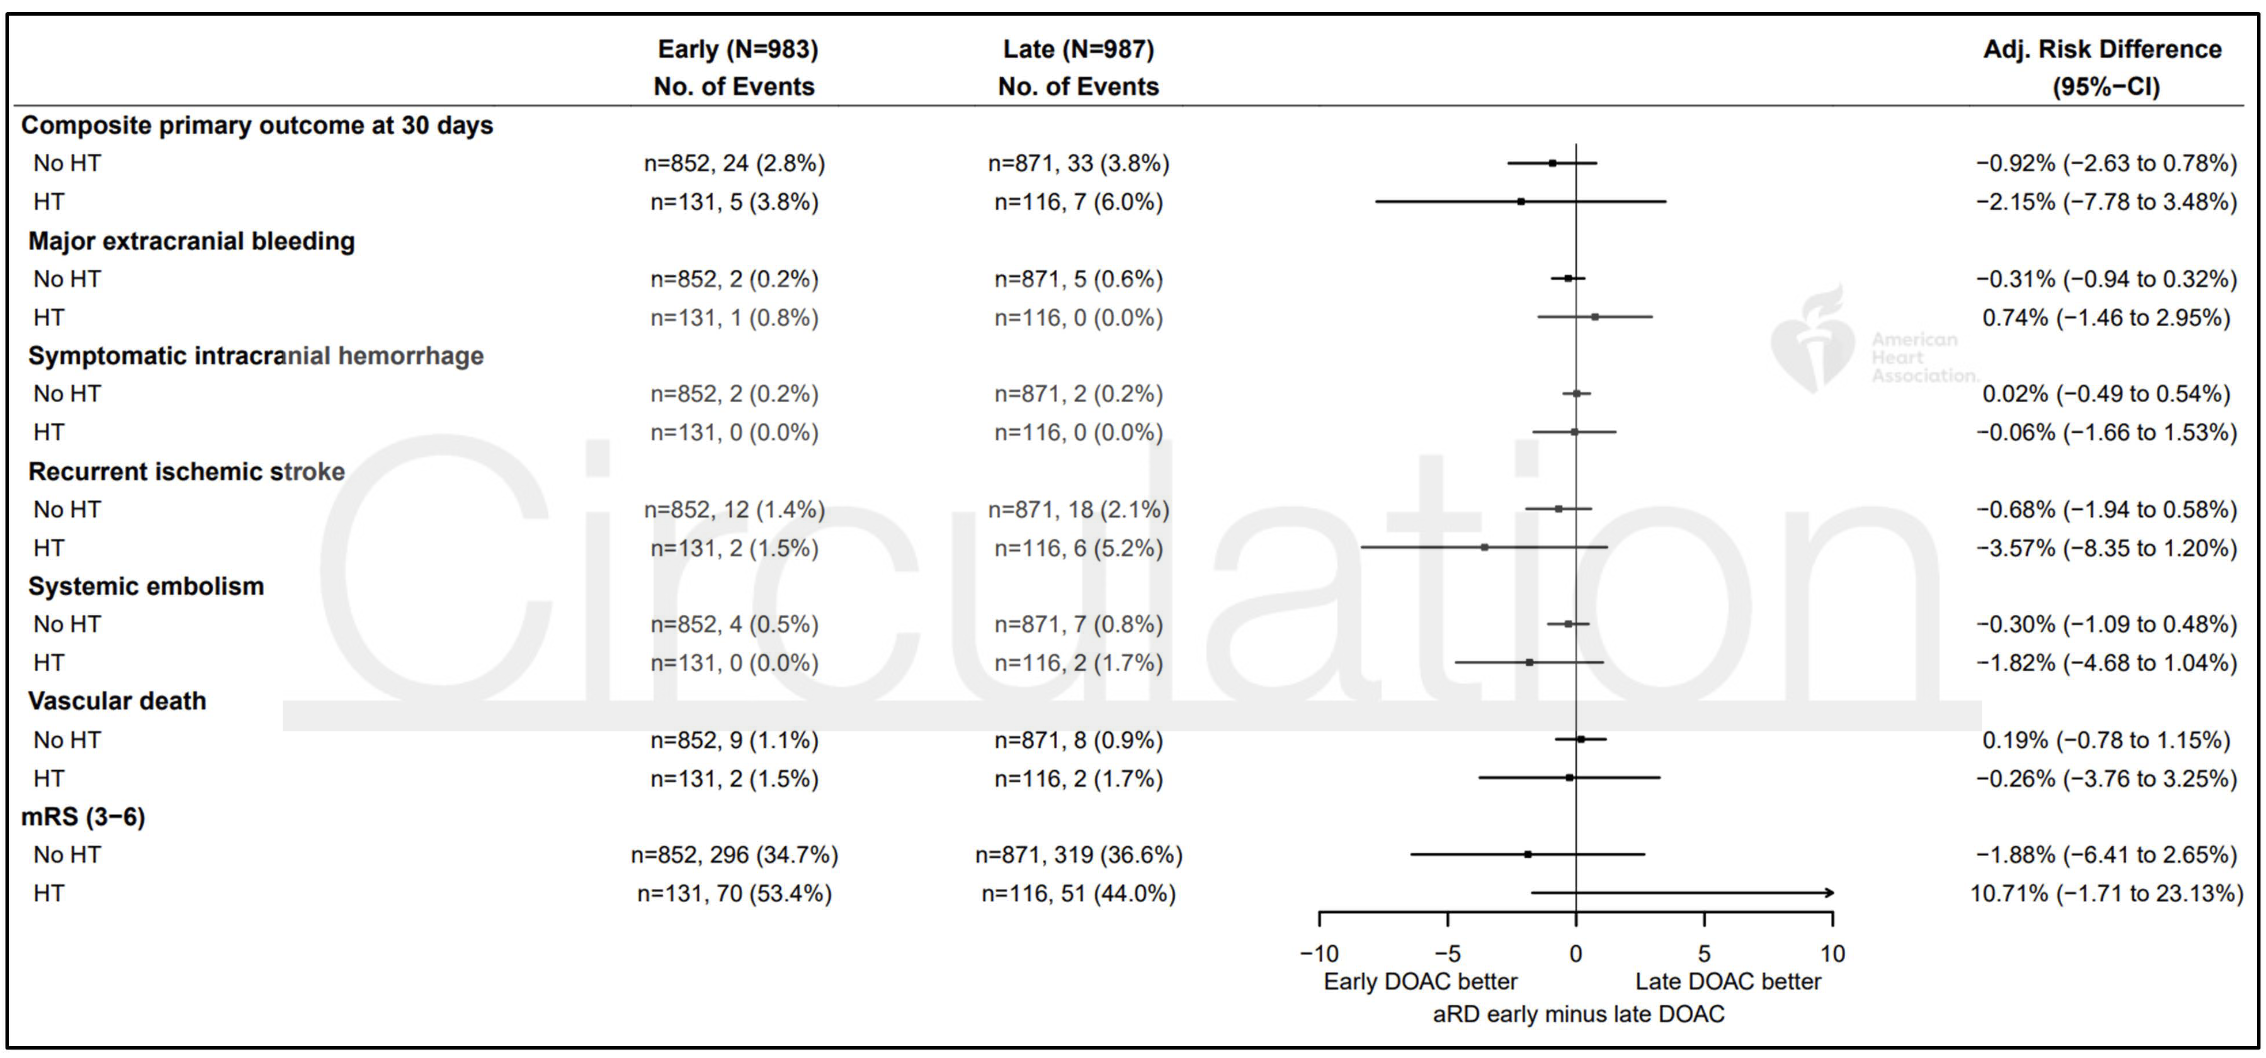 Early (N=983) Late (N=987) Adj. Risk Difference
No. of Events No. of Events (95%−CI)
Composite primary outcome at 30 days
No HT n=852, 24 (2.8%) n=871, 33 (3.8%) −0.92% (−2.63 to 0.78%)
HT n=131, 5 (3.8%) n=116, 7 (6.0%) −2.15% (−7.78 to 3.48%)
Major extracranial bleeding
No HT n=852, 2 (0.2%) n=871, 5 (0.6%) −0.31% (−0.94 to 0.32%)
HT n=131, 1 (0.8%) n=116, 0 (0.0%) 0.74% (−1.46 to 2.95%)
American
Heart
Association.
Symptomatic intracranial hemorrhage
No HT n=852, 2 (0.2%) n=871, 2 (0.2%) 0.02% (−0.49 to 0.54%)
HT n=131, 0 (0.0%) n=116, 0 (0.0%) −0.06% (−1.66 to 1.53%)
Recurrent ischemic stroke
No HT n=852, 12 (1.4%) n=871, 18 (2.1%) −0.68% (−1.94 to 0.58%)
HT n=131, 2 (1.5%) n=116, 6 (5.2%) −3.57% (−8.35 to 1.20%)
Circulation
Systemic embolism
No HT n=852, 4 (0.5%) n=871, 7 (0.8%) −0.30% (−1.09 to 0.48%)
HT n=131, 0 (0.0%) n=116, 2 (1.7%) −1.82% (−4.68 to 1.04%)
Vascular death
No HT n=852, 9 (1.1%) n=871, 8 (0.9%) 0.19% (−0.78 to 1.15%)
HT n=131, 2 (1.5%) n=116, 2 (1.7%) −0.26% (−3.76 to 3.25%)
mRS (3−6)
No HT n=852, 296 (34.7%) n=871, 319 (36.6%) −1.88% (−6.41 to 2.65%)
HT n=131, 70 (53.4%) n=116, 51 (44.0%) 10.71% (−1.71 to 23.13%)
−10 −5 0 5 10
Early DOAC better Late DOAC better
aRD early minus late DOAC